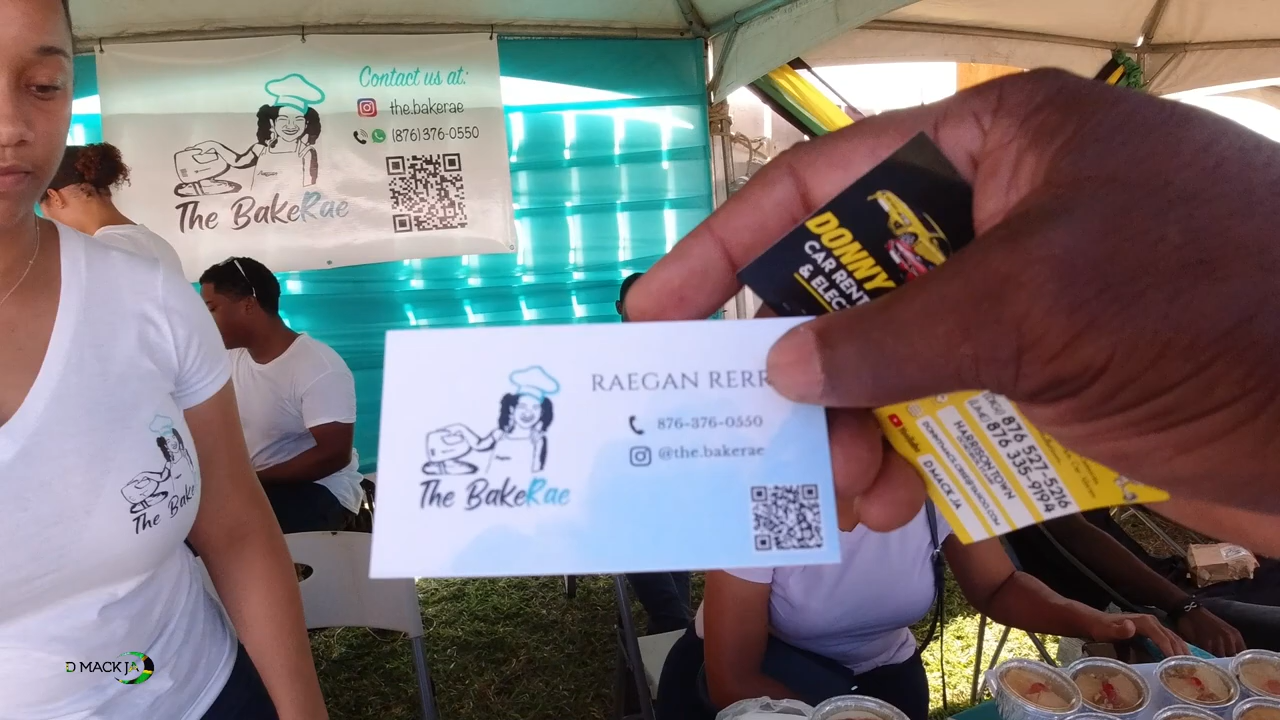 Contact us at:
the.bakerae
(876)376-0550
The BakeRae
RAEGAN RERR
876-376-0550
@the.bakerae
The BakeRae
DONNY
CAR RENT
& ELEC
876 527-5216
876 335-9194
HARRISONTOWN
YouTube D MACK JA
The Bake
D MACK JA